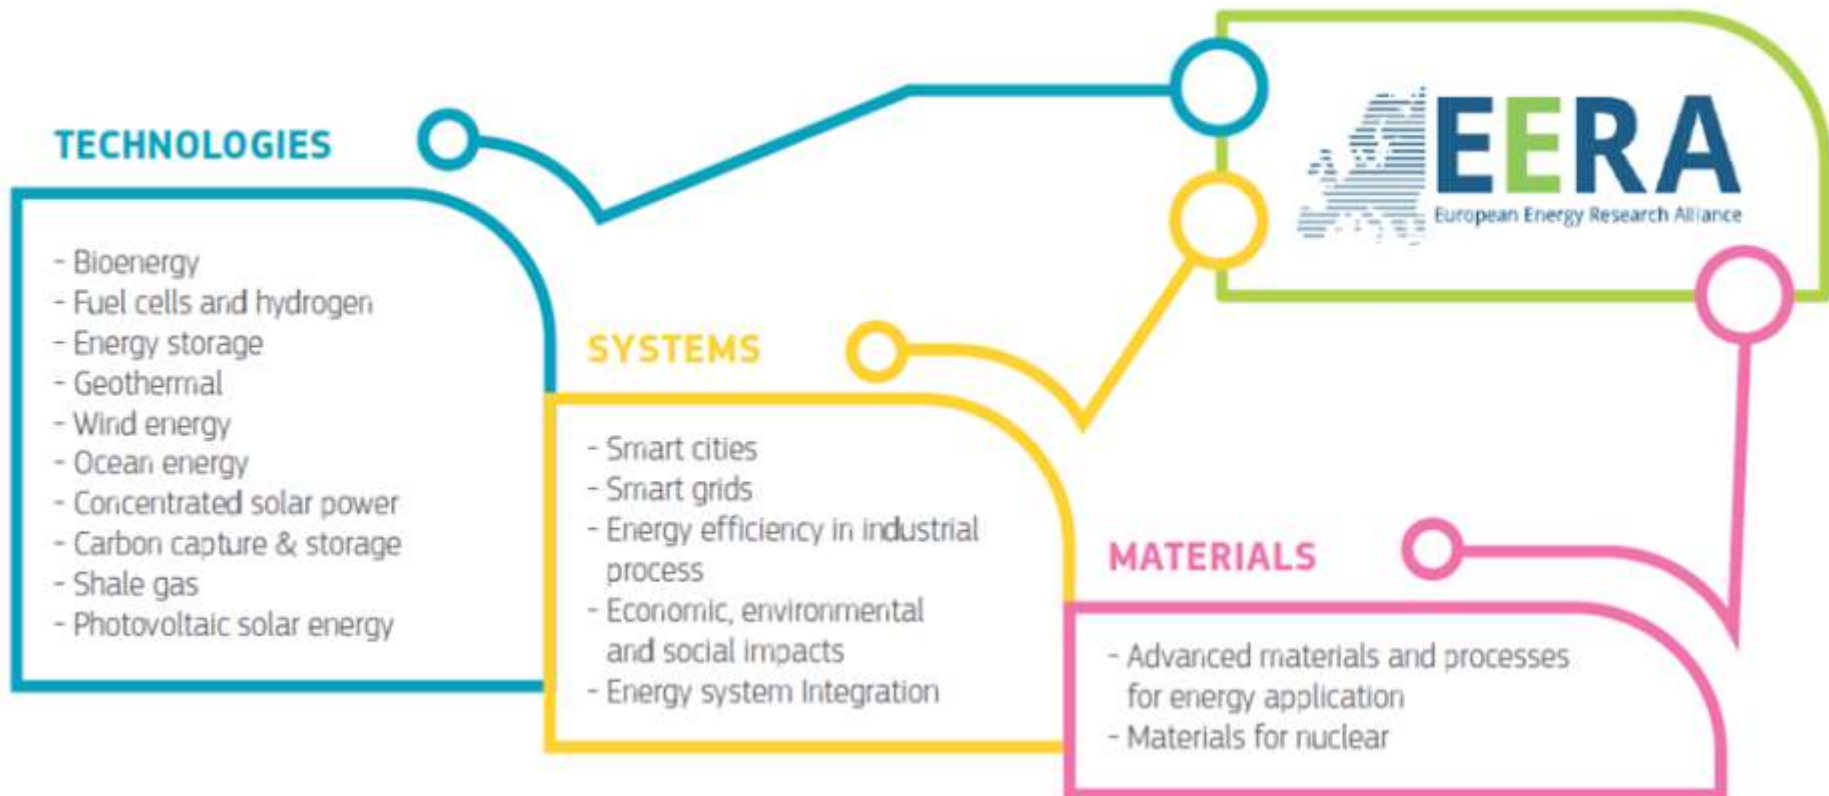 EERA
European Energy Research Alliance
TECHNOLOGIES
- Bioenergy
- Fuel cells and hydrogen
- Energy storage
- Geothermal
- Wind energy
- Ocean energy
- Concentrated solar power
- Carbon capture & storage
- Shale gas
- Photovoltaic solar energy
SYSTEMS
- Smart cities
- Smart grids
- Energy efficiency in industrial
process
- Economic, environmental
and social impacts
- Energy system Integration
MATERIALS
- Advanced materials and processes
for energy application
- Materials for nuclear